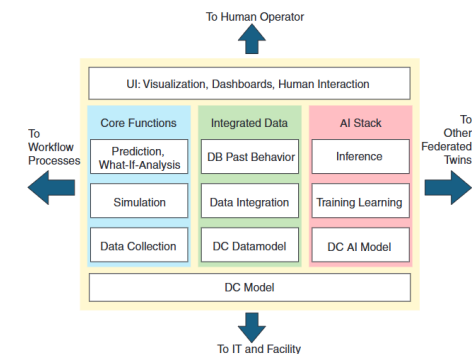 To Human Operator
UI: Visualization, Dashboards, Human Interaction
To
Workflow
Processes
Core Functions
Prediction,
What-If-Analysis
Simulation
Data Collection
Integrated Data
DB Past Behavior
Data Integration
DC Datamodel
AI Stack
Inference
Training Learning
DC AI Model
To
Other
Federated
Twins
DC Model
To IT and Facility